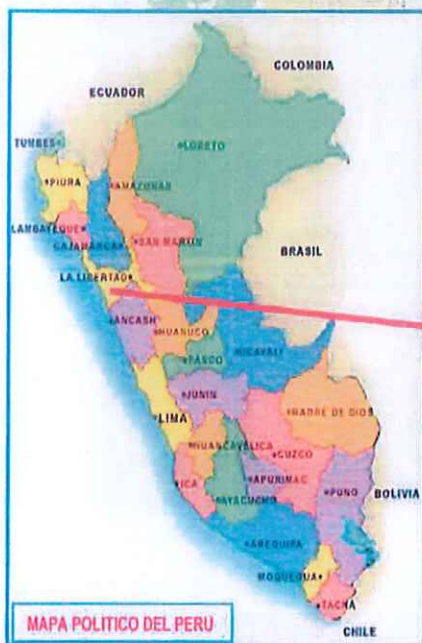 COLOMBIA
ECUADOR
TUMBES
LORETO
PIURA
AMAZONAS
LAMBAYEQUE
CAJAMARCA
SAN MARTIN
BRASIL
LA LIBERTAD
ANCASH
HUANUCO
UCAYALI
PASCO
JUNIN
LIMA
MADRE DE DIOS
HUANCAVELICA
CUZCO
ICA
APURIMAC
AYACUCHO
PUNO
BOLIVIA
AREQUIPA
MOQUEGUA
TACNA
CHILE
MAPA POLITICO DEL PERU